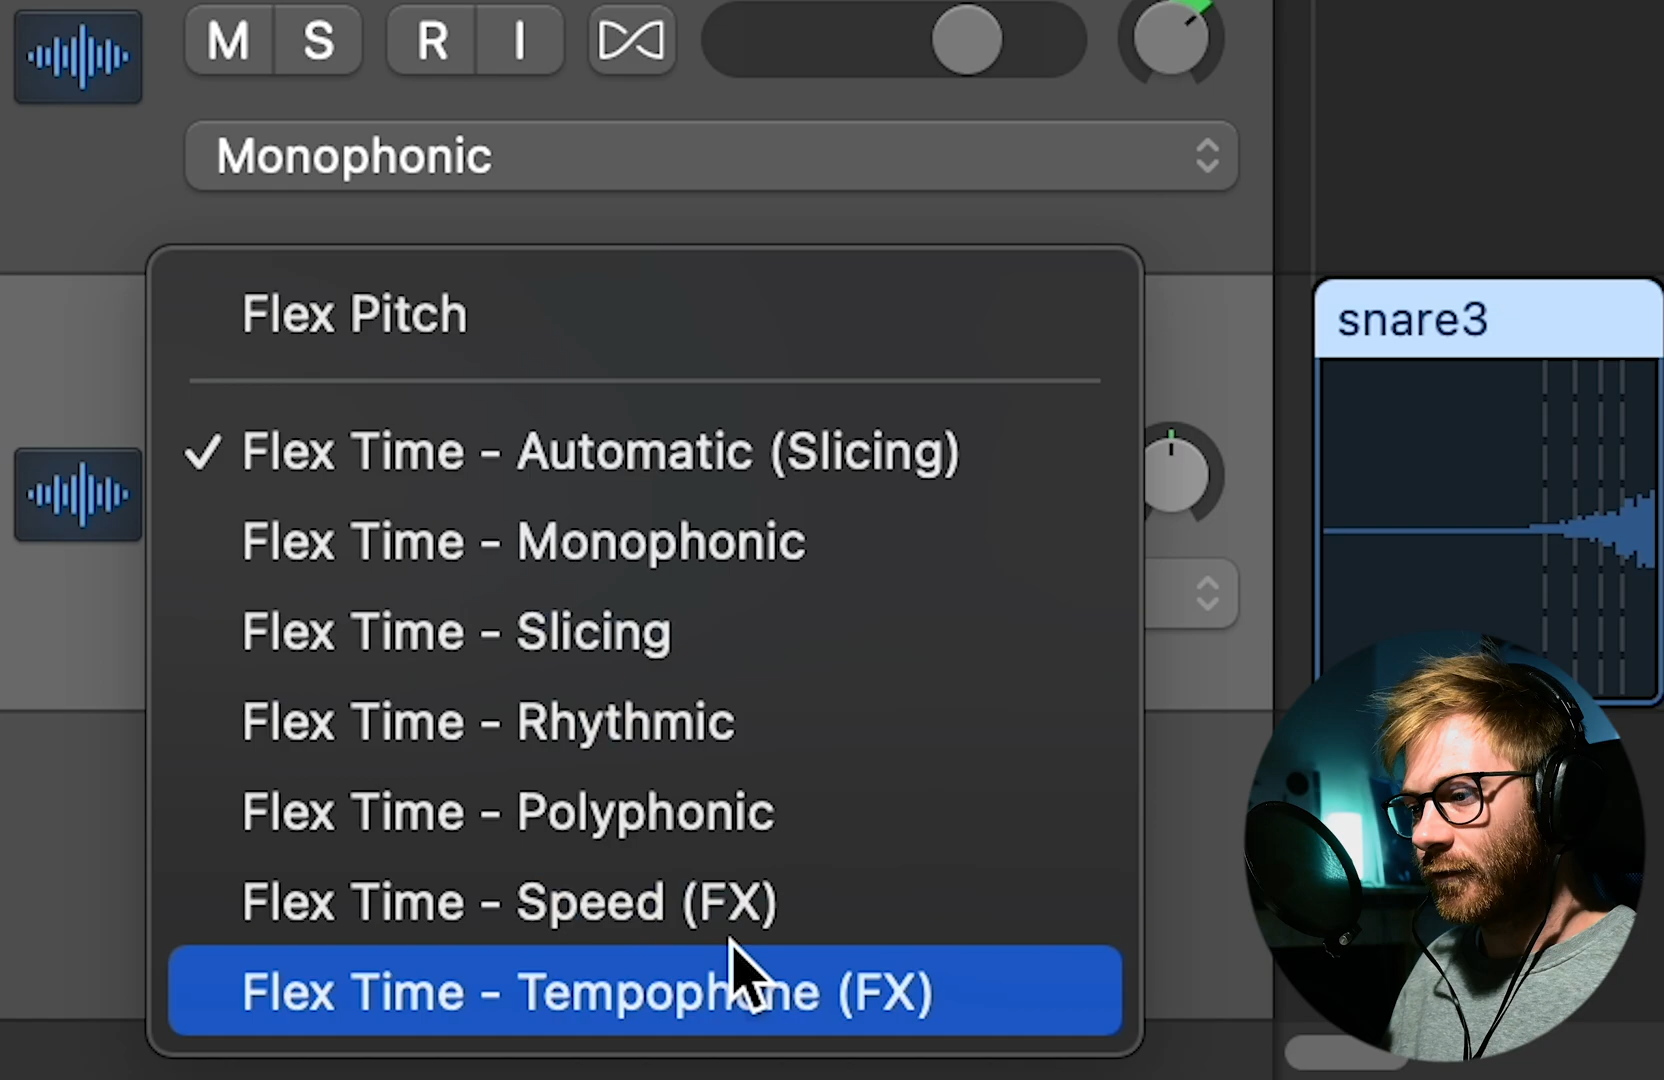 M S R I
Monophonic
Flex Pitch
✓ Flex Time - Automatic (Slicing)
Flex Time - Monophonic
Flex Time - Slicing
Flex Time - Rhythmic
Flex Time - Polyphonic
Flex Time - Speed (FX)
Flex Time - Tempophone (FX)
snare3